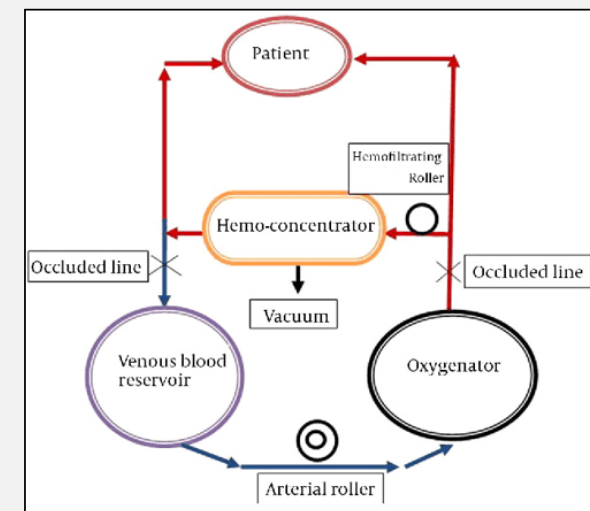 Patient
Hemofiltrating
Roller
Hemo-concentrator
Occluded line
Occluded line
Vacuum
Venous blood
reservoir
Oxygenator
Arterial roller